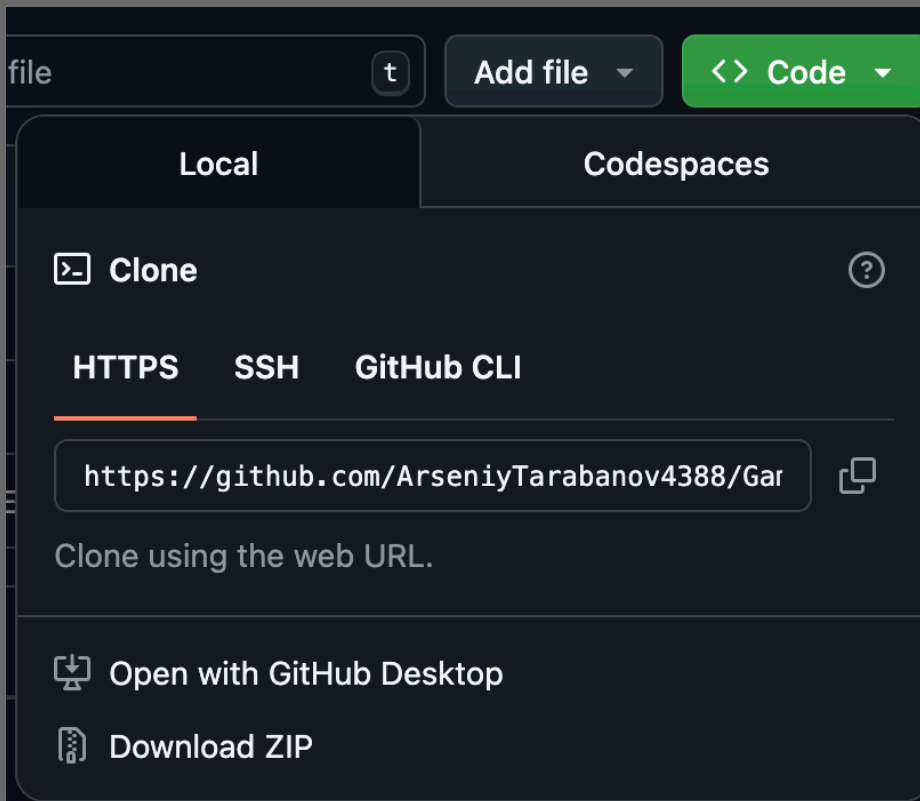 file t Add file <> Code
Local Codespaces
Clone
HTTPS SSH GitHub CLI
https://github.com/ArseniyTarabanov4388/Gar
Clone using the web URL.
Open with GitHub Desktop
Download ZIP